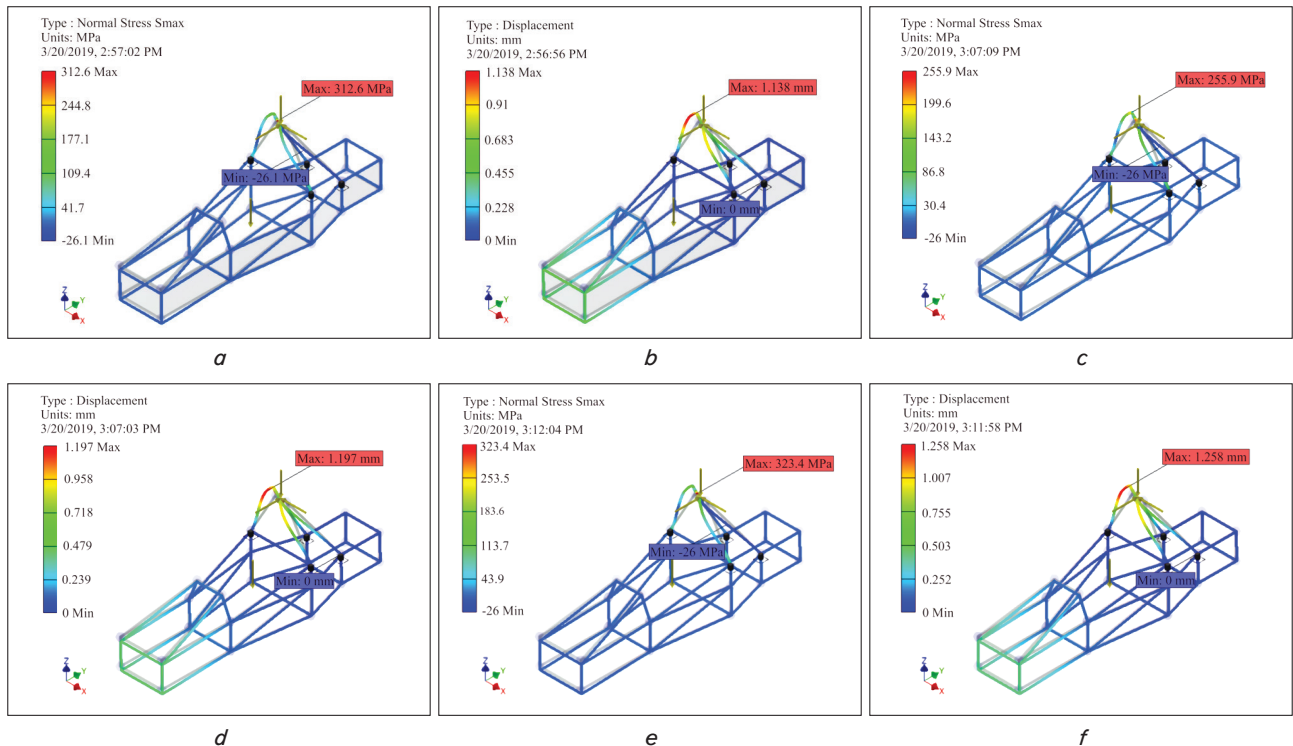 Type : Normal Stress Smax
Units: MPa
3/20/2019, 2:57:02 PM
312.6 Max
244.8
177.1
109.4
41.7
-26.1 Min
Max: 312.6 MPa
Min: -26.1 MPa
Z
Y
X
a
Type : Displacement
Units: mm
3/20/2019, 2:56:56 PM
1.138 Max
0.91
0.683
0.455
0.228
0 Min
Max: 1.138 mm
Min: 0 mm
Z
Y
X
b
Type : Normal Stress Smax
Units: MPa
3/20/2019, 3:07:09 PM
255.9 Max
199.6
143.2
86.8
30.4
-26 Min
Max: 255.9 MPa
Min: -26 MPa
Z
Y
X
c
Type : Displacement
Units: mm
3/20/2019, 3:07:03 PM
1.197 Max
0.958
0.718
0.479
0.239
0 Min
Max: 1.197 mm
Min: 0 mm
Z
Y
X
d
Type : Normal Stress Smax
Units: MPa
3/20/2019, 3:12:04 PM
323.4 Max
253.5
183.6
113.7
43.9
-26 Min
Max: 323.4 MPa
Min: -26 MPa
Z
Y
X
e
Type : Displacement
Units: mm
3/20/2019, 3:11:58 PM
1.258 Max
1.007
0.755
0.503
0.252
0 Min
Max: 1.258 mm
Min: 0 mm
Z
Y
X
f